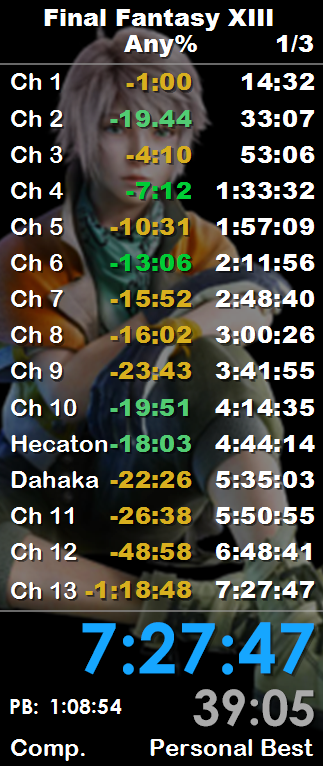 Final Fantasy XIII
Any% 1/3
Ch 1 -1:00 14:32
Ch 2 -19.44 33:07
Ch 3 -4:10 53:06
Ch 4 -7:12 1:33:32
Ch 5 -10:31 1:57:09
Ch 6 -13:06 2:11:56
Ch 7 -15:52 2:48:40
Ch 8 -16:02 3:00:26
Ch 9 -23:43 3:41:55
Ch 10 -19:51 4:14:35
Hecaton -18:03 4:44:14
Dahaka -22:26 5:35:03
Ch 11 -26:38 5:50:55
Ch 12 -48:58 6:48:41
Ch 13 -1:18:48 7:27:47
7:27:47
PB: 1:08:54 39:05
Comp. Personal Best